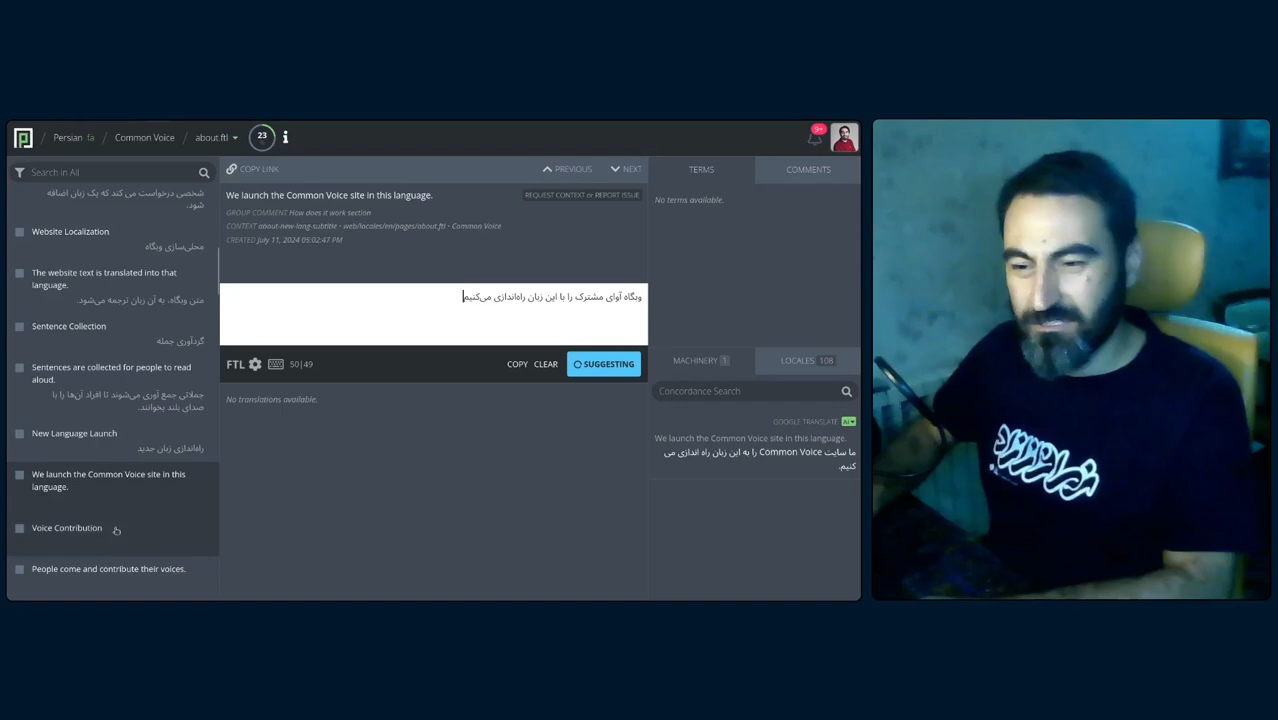 Persian fa / Common Voice / about.ftl
23
9+
Search in All
COPY LINK
PREVIOUS
NEXT
TERMS
COMMENTS
شخصی درخواست می کند که یک زبان اضافه
شود.
Website Localization
محلی‌سازی وبگاه
The website text is translated into that
language.
متن وبگاه، به آن زبان ترجمه می‌شود.
Sentence Collection
گردآوری جمله
Sentences are collected for people to read
aloud.
جملاتی جمع آوری می‌شوند تا افراد آن‌ها را با
صدای بلند بخوانند.
New Language Launch
راه‌اندازی زبان جدید
We launch the Common Voice site in this
language.
Voice Contribution
People come and contribute their voices.
We launch the Common Voice site in this language.
REQUEST CONTEXT or REPORT ISSUE
GROUP COMMENT How does it work section
CONTEXT about-new-lang-subtitle • web/locales/en/pages/about.ftl • Common Voice
CREATED July 11, 2024 05:02:47 PM
وبگاه آوای مشترک را با این زبان راه‌اندازی می‌کنیم
FTL
50|49
COPY
CLEAR
SUGGESTING
No translations available.
No terms available.
MACHINERY 1
LOCALES 108
Concordance Search
GOOGLE TRANSLATE AI
We launch the Common Voice site in this language.
ما سایت Common Voice را به این زبان راه اندازی می
کنیم.